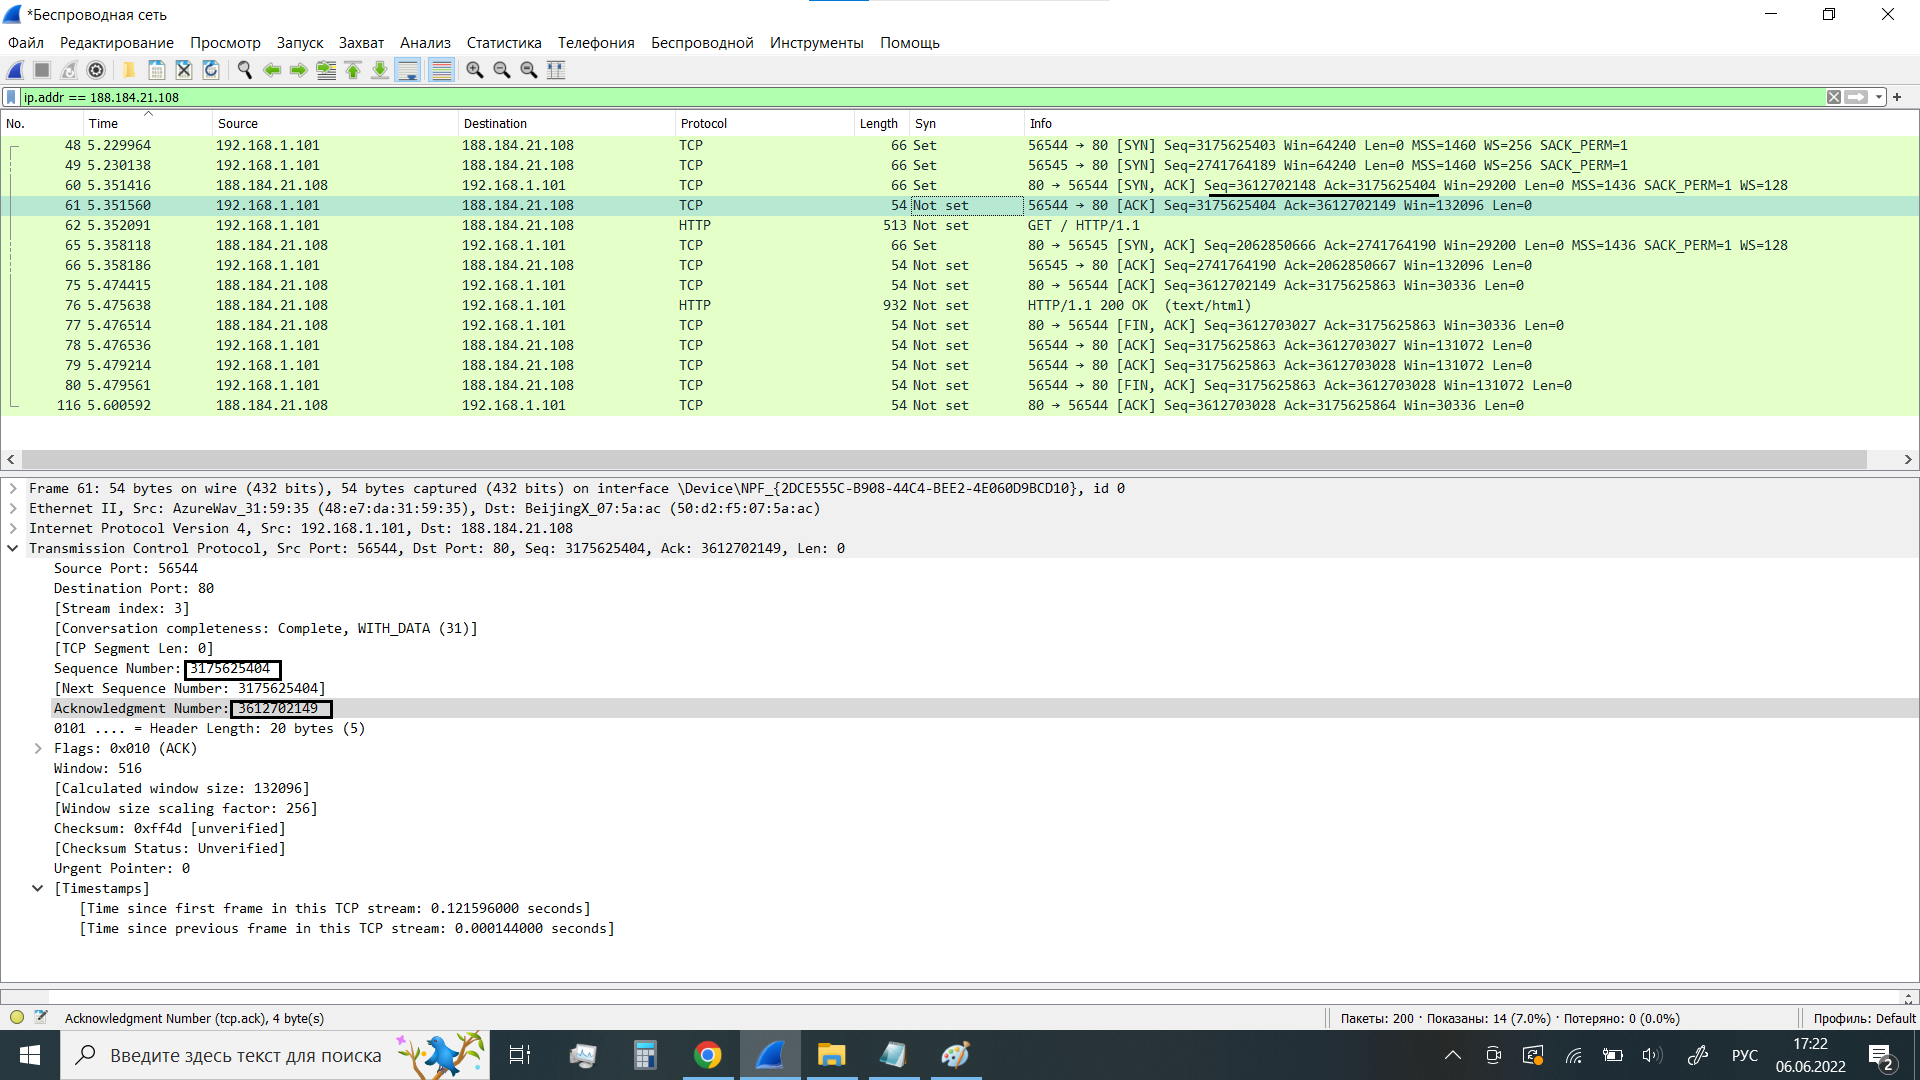 *Беспроводная сеть
Файл Редактирование Просмотр Запуск Захват Анализ Статистика Телефония Беспроводной Инструменты Помощь
ip.addr == 188.184.21.108
No. Time Source Destination Protocol Length Syn Info
48 5.229964 192.168.1.101 188.184.21.108 TCP 66 Set 56544 → 80 [SYN] Seq=3175625403 Win=64240 Len=0 MSS=1460 WS=256 SACK_PERM=1
49 5.230138 192.168.1.101 188.184.21.108 TCP 66 Set 56545 → 80 [SYN] Seq=2741764189 Win=64240 Len=0 MSS=1460 WS=256 SACK_PERM=1
60 5.351416 188.184.21.108 192.168.1.101 TCP 66 Set 80 → 56544 [SYN, ACK] Seq=3612702148 Ack=3175625404 Win=29200 Len=0 MSS=1436 SACK_PERM=1 WS=128
61 5.351560 192.168.1.101 188.184.21.108 TCP 54 Not set 56544 → 80 [ACK] Seq=3175625404 Ack=3612702149 Win=132096 Len=0
62 5.352091 192.168.1.101 188.184.21.108 HTTP 513 Not set GET / HTTP/1.1
65 5.358118 188.184.21.108 192.168.1.101 TCP 66 Set 80 → 56545 [SYN, ACK] Seq=2062850666 Ack=2741764190 Win=29200 Len=0 MSS=1436 SACK_PERM=1 WS=128
66 5.358186 192.168.1.101 188.184.21.108 TCP 54 Not set 56545 → 80 [ACK] Seq=2741764190 Ack=2062850667 Win=132096 Len=0
75 5.474415 188.184.21.108 192.168.1.101 TCP 54 Not set 80 → 56544 [ACK] Seq=3612702149 Ack=3175625863 Win=30336 Len=0
76 5.475638 188.184.21.108 192.168.1.101 HTTP 932 Not set HTTP/1.1 200 OK (text/html)
77 5.476514 188.184.21.108 192.168.1.101 TCP 54 Not set 80 → 56544 [FIN, ACK] Seq=3612703027 Ack=3175625863 Win=30336 Len=0
78 5.476536 192.168.1.101 188.184.21.108 TCP 54 Not set 56544 → 80 [ACK] Seq=3175625863 Ack=3612703027 Win=131072 Len=0
79 5.479214 192.168.1.101 188.184.21.108 TCP 54 Not set 56544 → 80 [ACK] Seq=3175625863 Ack=3612703028 Win=131072 Len=0
80 5.479561 192.168.1.101 188.184.21.108 TCP 54 Not set 56544 → 80 [FIN, ACK] Seq=3175625863 Ack=3612703028 Win=131072 Len=0
116 5.600592 188.184.21.108 192.168.1.101 TCP 54 Not set 80 → 56544 [ACK] Seq=3612703028 Ack=3175625864 Win=30336 Len=0
Frame 61: 54 bytes on wire (432 bits), 54 bytes captured (432 bits) on interface \Device\NPF_{2DCE555C-B908-44C4-BEE2-4E060D9BCD10}, id 0
Ethernet II, Src: AzureWav_31:59:35 (48:e7:da:31:59:35), Dst: BeijingX_07:5a:ac (50:d2:f5:07:5a:ac)
Internet Protocol Version 4, Src: 192.168.1.101, Dst: 188.184.21.108
Transmission Control Protocol, Src Port: 56544, Dst Port: 80, Seq: 3175625404, Ack: 3612702149, Len: 0
Source Port: 56544
Destination Port: 80
[Stream index: 3]
[Conversation completeness: Complete, WITH_DATA (31)]
[TCP Segment Len: 0]
Sequence Number: 3175625404
[Next Sequence Number: 3175625404]
Acknowledgment Number: 3612702149
0101 .... = Header Length: 20 bytes (5)
Flags: 0x010 (ACK)
Window: 516
[Calculated window size: 132096]
[Window size scaling factor: 256]
Checksum: 0xff4d [unverified]
[Checksum Status: Unverified]
Urgent Pointer: 0
[Timestamps]
[Time since first frame in this TCP stream: 0.121596000 seconds]
[Time since previous frame in this TCP stream: 0.000144000 seconds]
Acknowledgment Number (tcp.ack), 4 byte(s) Пакеты: 200 · Показаны: 14 (7.0%) · Потеряно: 0 (0.0%) Профиль: Default
Введите здесь текст для поиска РУС 17:22
06.06.2022 2